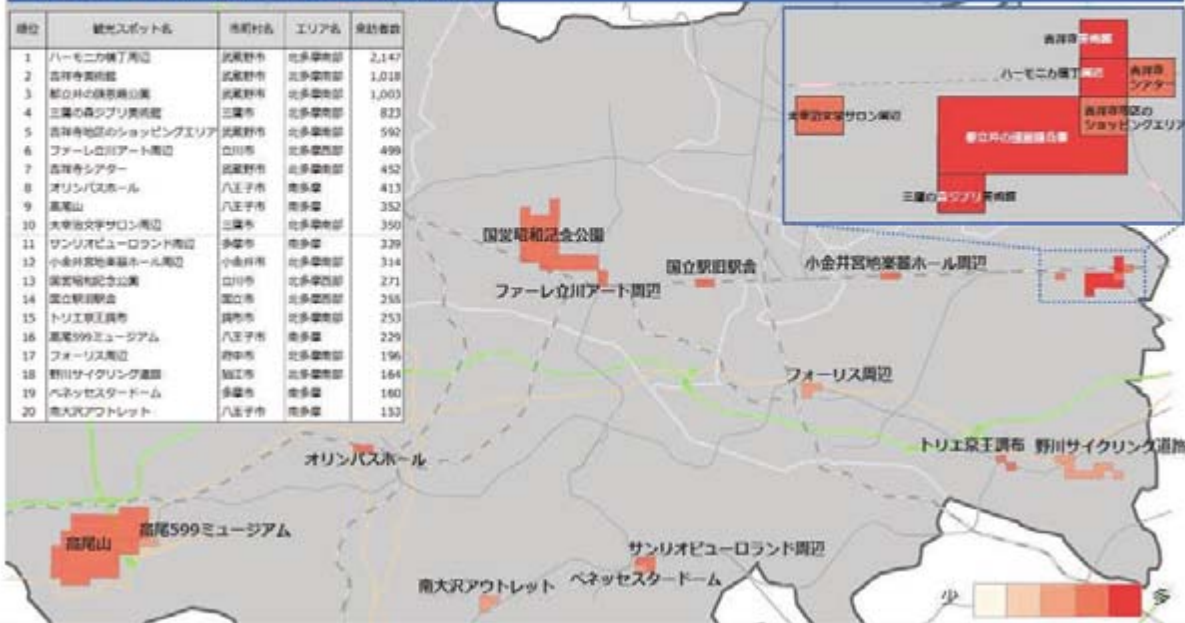 順位 観光スポット名 市町村名 エリア名 来訪者数
1 ハーモニカ横丁周辺 武蔵野市 北多摩南部 2,147
2 吉祥寺美術館 武蔵野市 北多摩南部 1,018
3 都立井の頭恩賜公園 武蔵野市 北多摩南部 1,003
4 三鷹の森ジブリ美術館 三鷹市 北多摩南部 823
5 吉祥寺地区のショッピングエリア 武蔵野市 北多摩南部 592
6 ファーレ立川アート周辺 立川市 北多摩西部 499
7 吉祥寺シアター 武蔵野市 北多摩南部 452
8 オリンパスホール 八王子市 南多摩 413
9 高尾山 八王子市 南多摩 352
10 太宰治文学サロン周辺 三鷹市 北多摩南部 350
11 サンリオピューロランド周辺 多摩市 南多摩 339
12 小金井宮地楽器ホール周辺 小金井市 北多摩南部 314
13 国営昭和記念公園 立川市 北多摩西部 271
14 国立駅旧駅舎 国立市 北多摩西部 255
15 トリエ京王調布 調布市 北多摩南部 253
16 高尾599ミュージアム 八王子市 南多摩 229
17 フォーリス周辺 府中市 北多摩南部 196
18 野川サイクリング道路 狛江市 北多摩南部 164
19 ベネッセスタードーム 多摩市 南多摩 160
20 南大沢アウトレット 八王子市 南多摩 153
吉祥寺美術館
ハーモニカ横丁周辺
吉祥寺
シアター
太宰治文学サロン周辺
吉祥寺地区の
ショッピングエリア
都立井の頭恩賜公園
三鷹の森ジブリ美術館
国営昭和記念公園
ファーレ立川アート周辺
国立駅旧駅舎
小金井宮地楽器ホール周辺
フォーリス周辺
トリエ京王調布
野川サイクリング道路
オリンパスホール
高尾山
高尾599ミュージアム
サンリオピューロランド周辺
ベネッセスタードーム
南大沢アウトレット
少 多